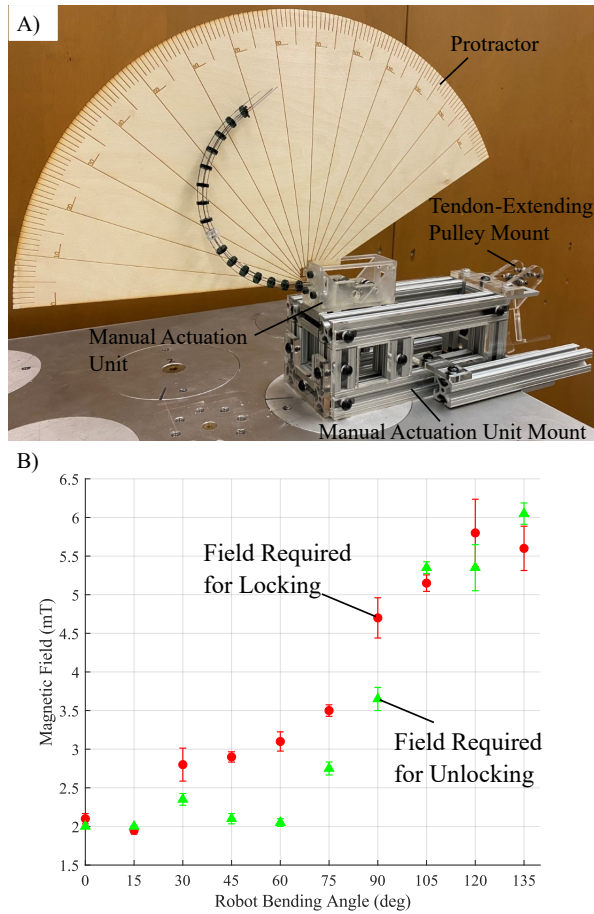 A)
Protractor
Tendon-Extending
Pulley Mount
Manual Actuation
Unit
Manual Actuation Unit Mount
B)
6.5
6
5.5
5
4.5
4
3.5
3
2.5
2
1.5
Magnetic Field (mT)
Field Required
for Locking
Field Required
for Unlocking
0
15
30
45
60
75
90
105
120
135
Robot Bending Angle (deg)